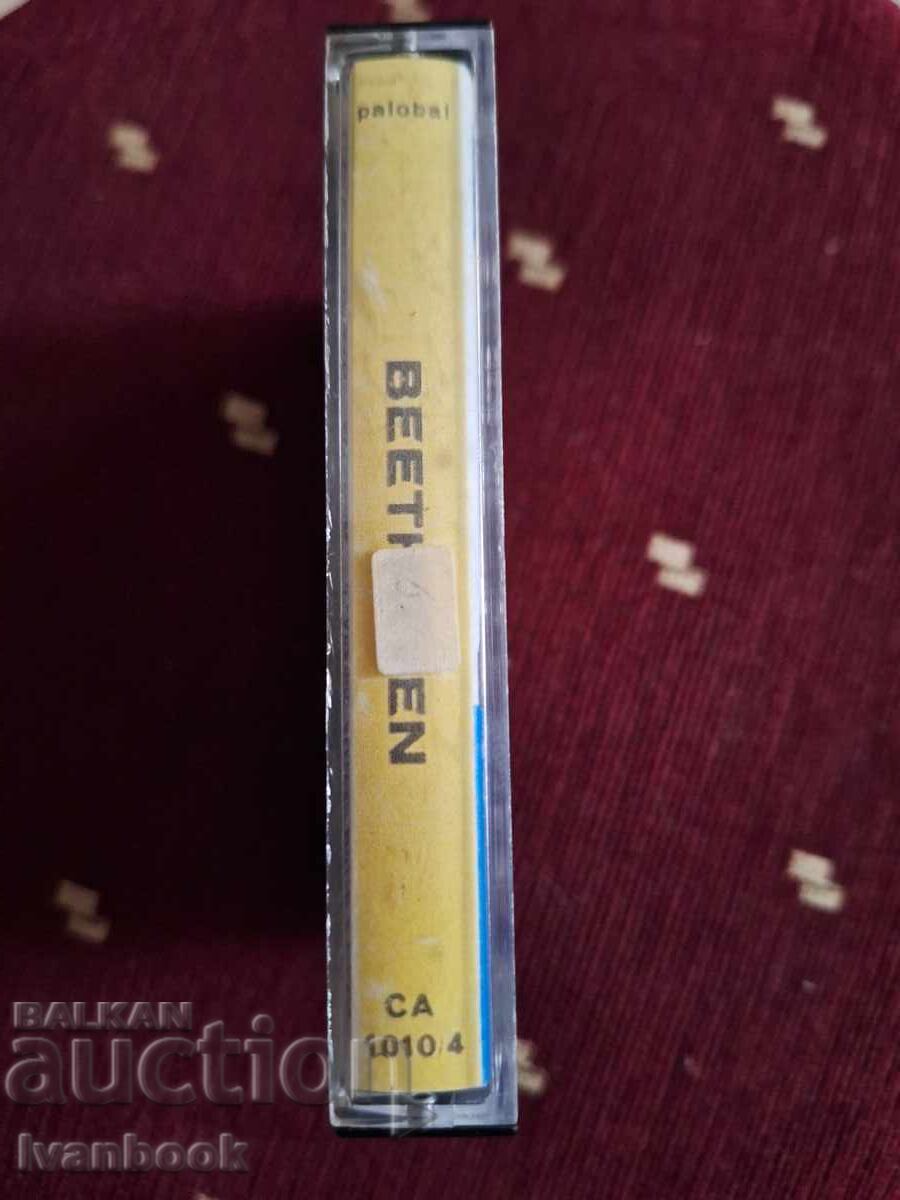 palobal
BEETH EN
CA
1010/4
BALKAN
auction
Ivanbook